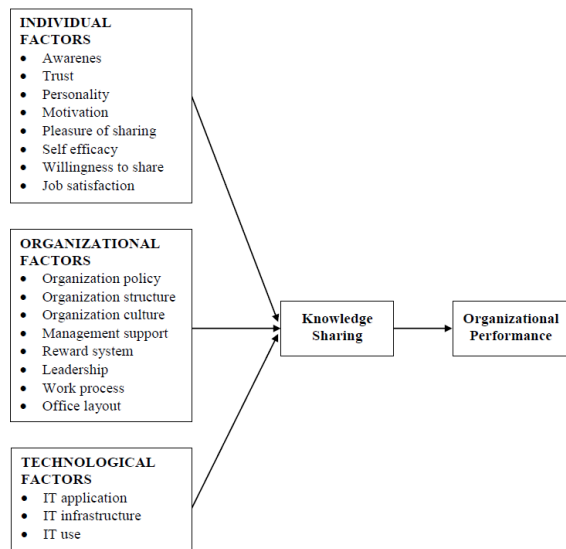 INDIVIDUAL
FACTORS
• Awarenes
• Trust
• Personality
• Motivation
• Pleasure of sharing
• Self efficacy
• Willingness to share
• Job satisfaction
ORGANIZATIONAL
FACTORS
• Organization policy
• Organization structure
• Organization culture
• Management support
• Reward system
• Leadership
• Work process
• Office layout
TECHNOLOGICAL
FACTORS
• IT application
• IT infrastructure
• IT use
Knowledge
Sharing
Organizational
Performance